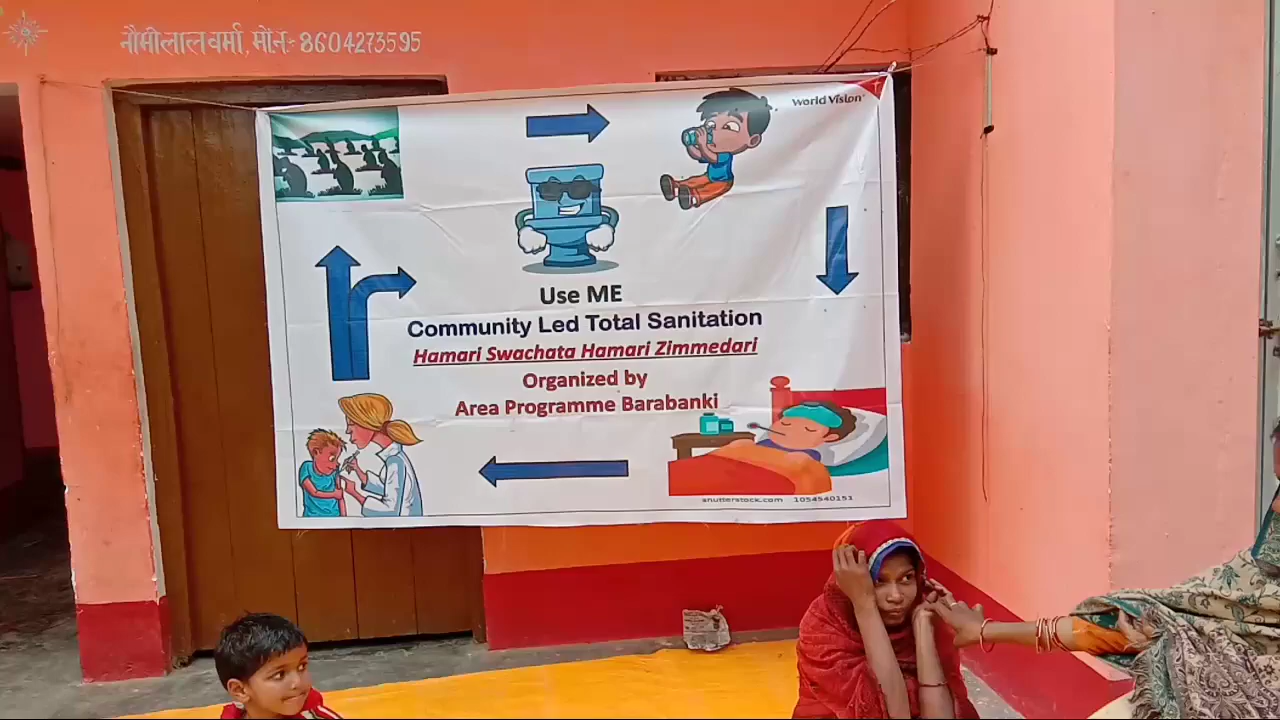 नौमीलाल वर्मा, मौन:- 8604273595
World Vision
Use ME
Community Led Total Sanitation
Hamari Swachata Hamari Zimmedari
Organized by
Area Programme Barabanki
shutterstock.com 1054540151